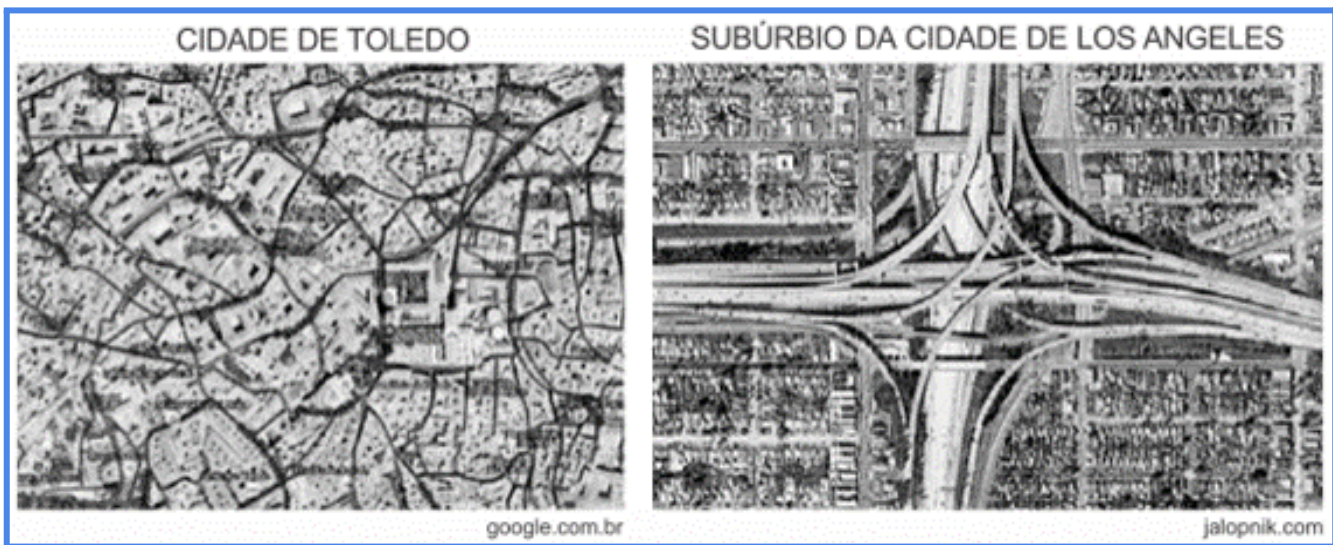 CIDADE DE TOLEDO
SUBÚRBIO DA CIDADE DE LOS ANGELES
google.com.br
jalopnik.com